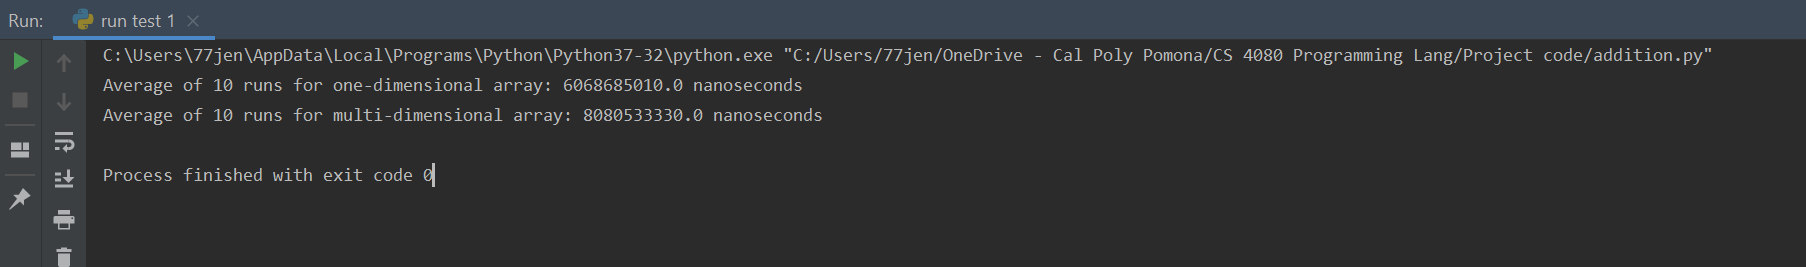 Run: run test 1
C:\Users\77jen\AppData\Local\Programs\Python\Python37-32\python.exe "C:/Users/77jen/OneDrive - Cal Poly Pomona/CS 4080 Programming Lang/Project code/addition.py"
Average of 10 runs for one-dimensional array: 6068685010.0 nanoseconds
Average of 10 runs for multi-dimensional array: 8080533330.0 nanoseconds
Process finished with exit code 0